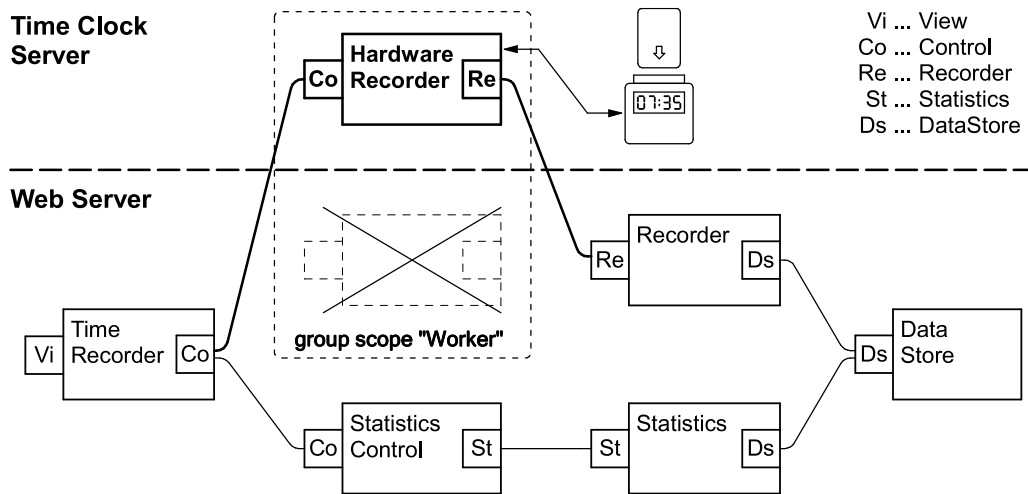 Time Clock
Server
Co
Hardware
Recorder
Re
07:35
Vi ... View
Co ... Control
Re ... Recorder
St ... Statistics
Ds ... DataStore
Web Server
Re
Recorder
Ds
group scope "Worker"
Vi
Time
Recorder
Co
Ds
Data
Store
Co
Statistics
Control
St
St
Statistics
Ds